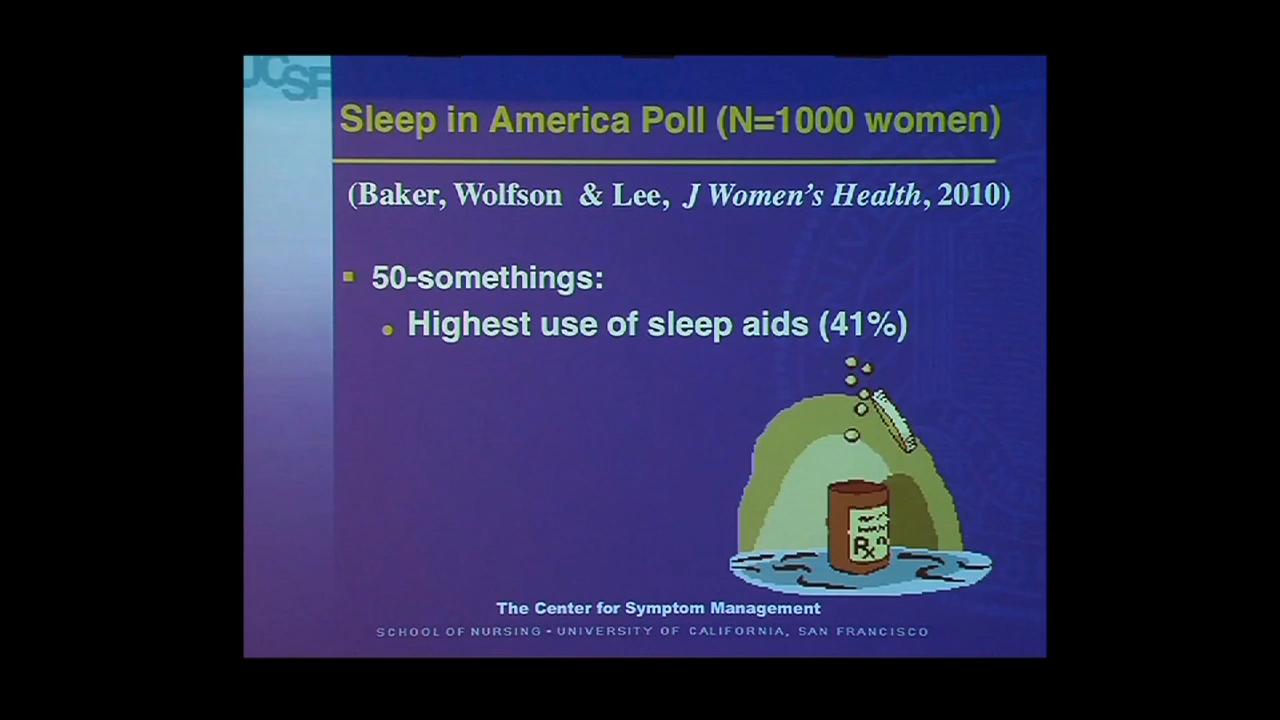 UCSF
Sleep in America Poll (N=1000 women)
(Baker, Wolfson & Lee, J Women's Health, 2010)
50-somethings:
Highest use of sleep aids (41%)
Rx
The Center for Symptom Management
SCHOOL OF NURSING - UNIVERSITY OF CALIFORNIA, SAN FRANCISCO